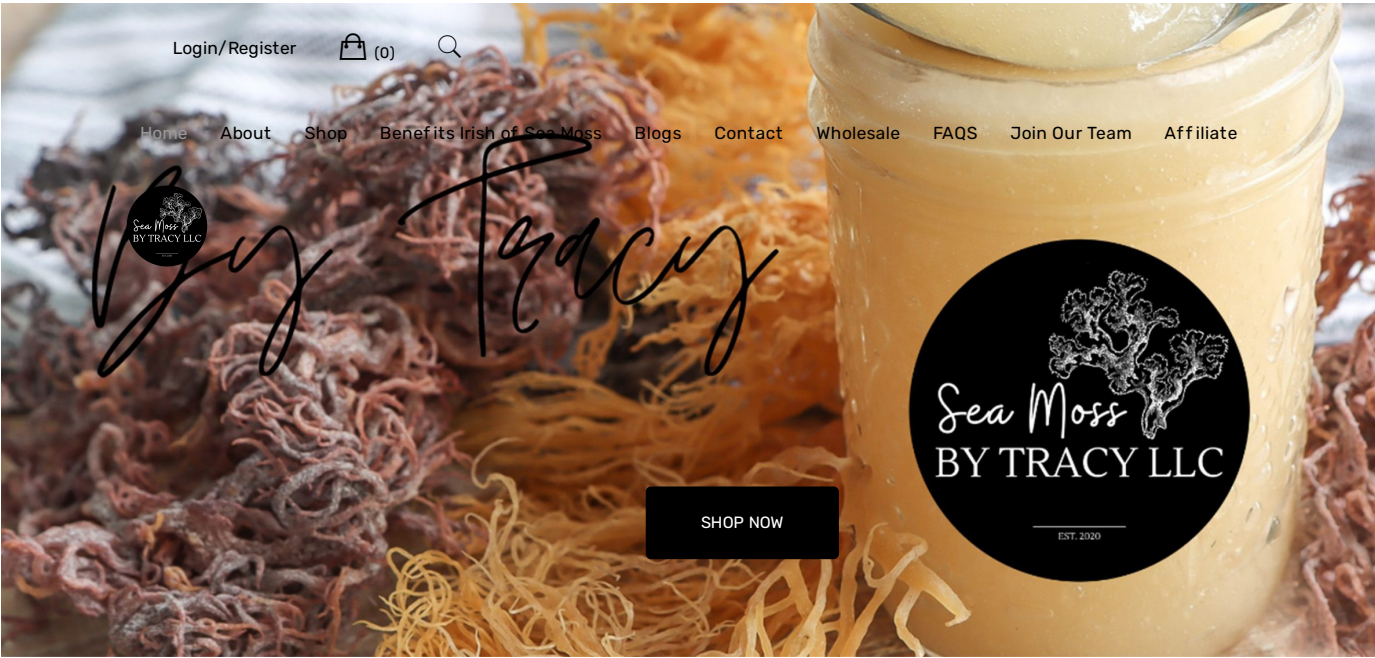 Login/Register
(0)
Home About Shop Benefits Irish of Sea Moss Blogs Contact Wholesale FAQS Join Our Team Affiliate
By Tracy
Sea Moss
BY TRACY LLC
Sea Moss
BY TRACY LLC
EST. 2020
SHOP NOW